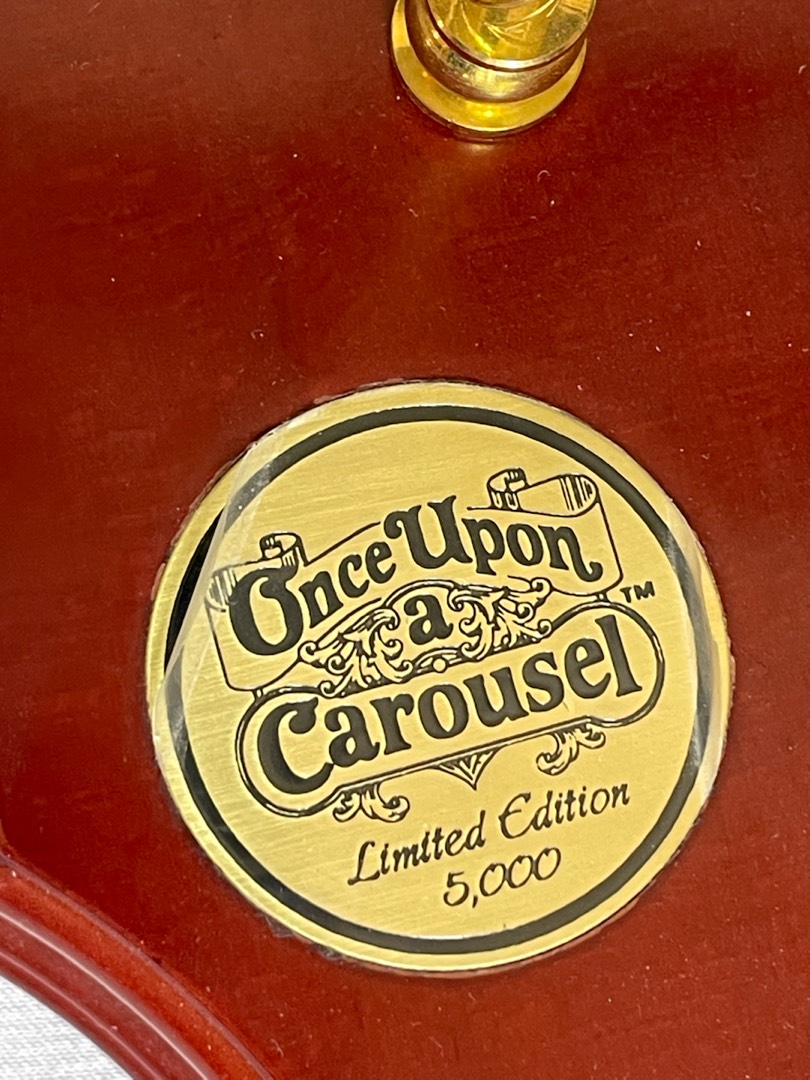 Once Upon
a
Carousel™
Limited Edition
5,000